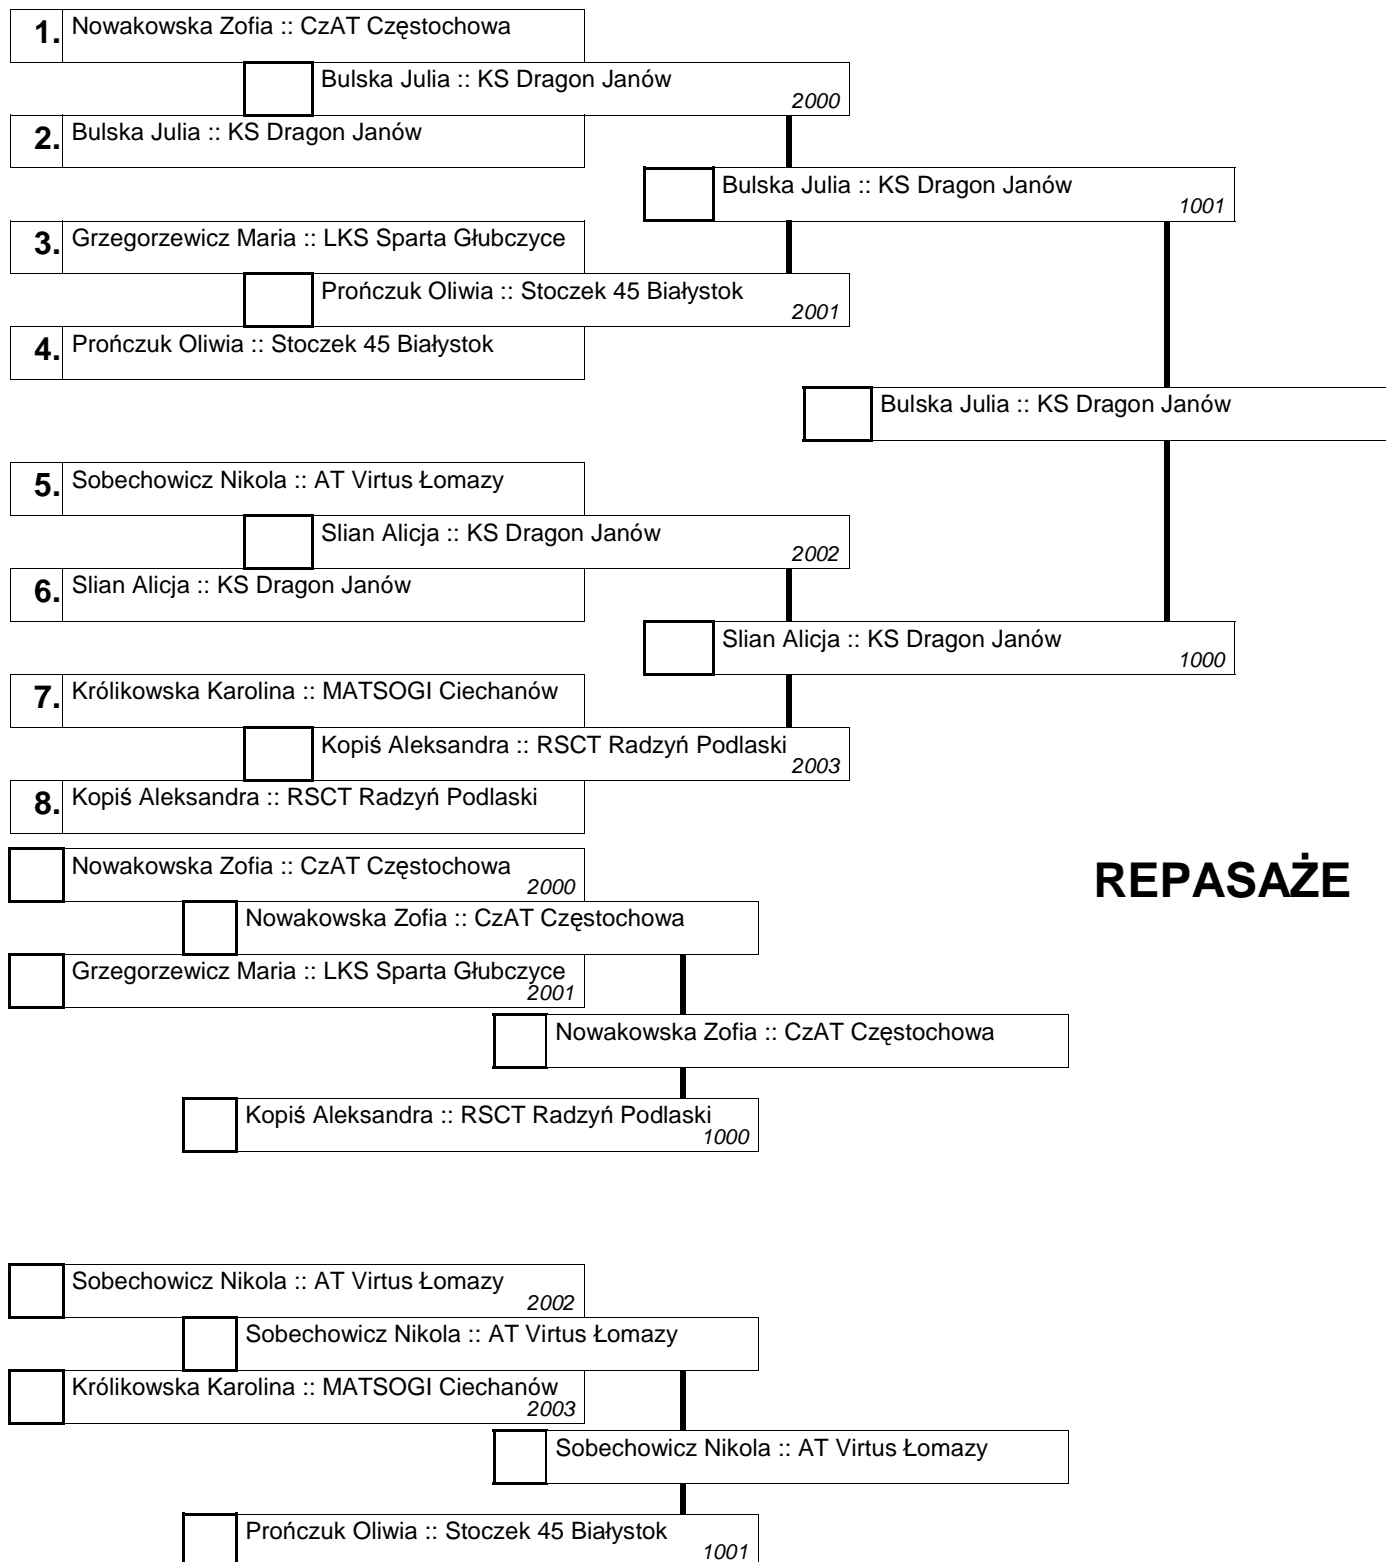 1. Nowakowska Zofia :: CzAT Częstochowa
Bulska Julia :: KS Dragon Janów
2000
2. Bulska Julia :: KS Dragon Janów
Bulska Julia :: KS Dragon Janów
1001
3. Grzegorzewicz Maria :: LKS Sparta Głubczyce
Prończuk Oliwia :: Stoczek 45 Białystok
2001
4. Prończuk Oliwia :: Stoczek 45 Białystok
Bulska Julia :: KS Dragon Janów
5. Sobechowicz Nikola :: AT Virtus Łomazy
Slian Alicja :: KS Dragon Janów
2002
6. Slian Alicja :: KS Dragon Janów
Slian Alicja :: KS Dragon Janów
1000
7. Królikowska Karolina :: MATSOGI Ciechanów
Kopiś Aleksandra :: RSCT Radzyń Podlaski
2003
8. Kopiś Aleksandra :: RSCT Radzyń Podlaski
REPASAŻE
Nowakowska Zofia :: CzAT Częstochowa
2000
Nowakowska Zofia :: CzAT Częstochowa
Grzegorzewicz Maria :: LKS Sparta Głubczyce
2001
Nowakowska Zofia :: CzAT Częstochowa
Kopiś Aleksandra :: RSCT Radzyń Podlaski
1000
Sobechowicz Nikola :: AT Virtus Łomazy
2002
Sobechowicz Nikola :: AT Virtus Łomazy
Królikowska Karolina :: MATSOGI Ciechanów
2003
Sobechowicz Nikola :: AT Virtus Łomazy
Prończuk Oliwia :: Stoczek 45 Białystok
1001